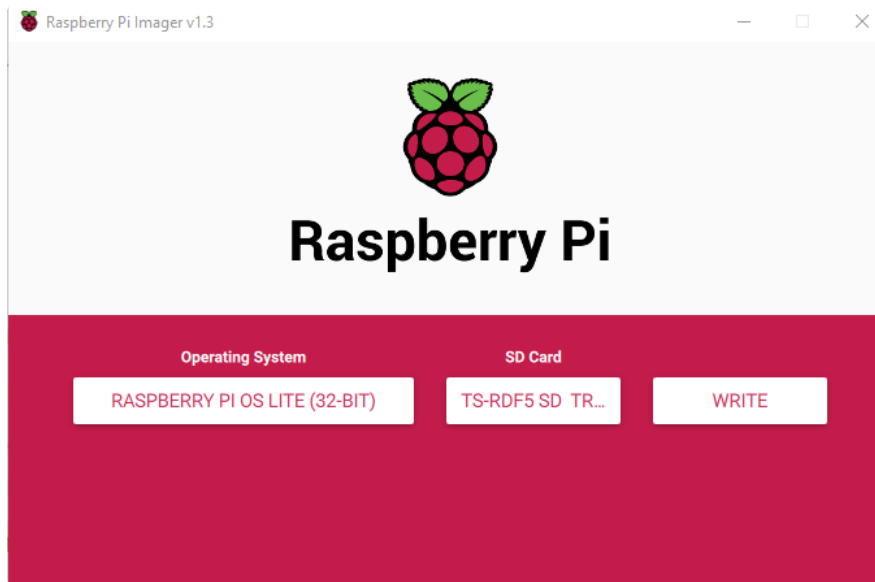 Raspberry Pi Imager v1.3
Raspberry Pi
Operating System
SD Card
RASPBERRY PI OS LITE (32-BIT)
TS-RDF5 SD TR...
WRITE